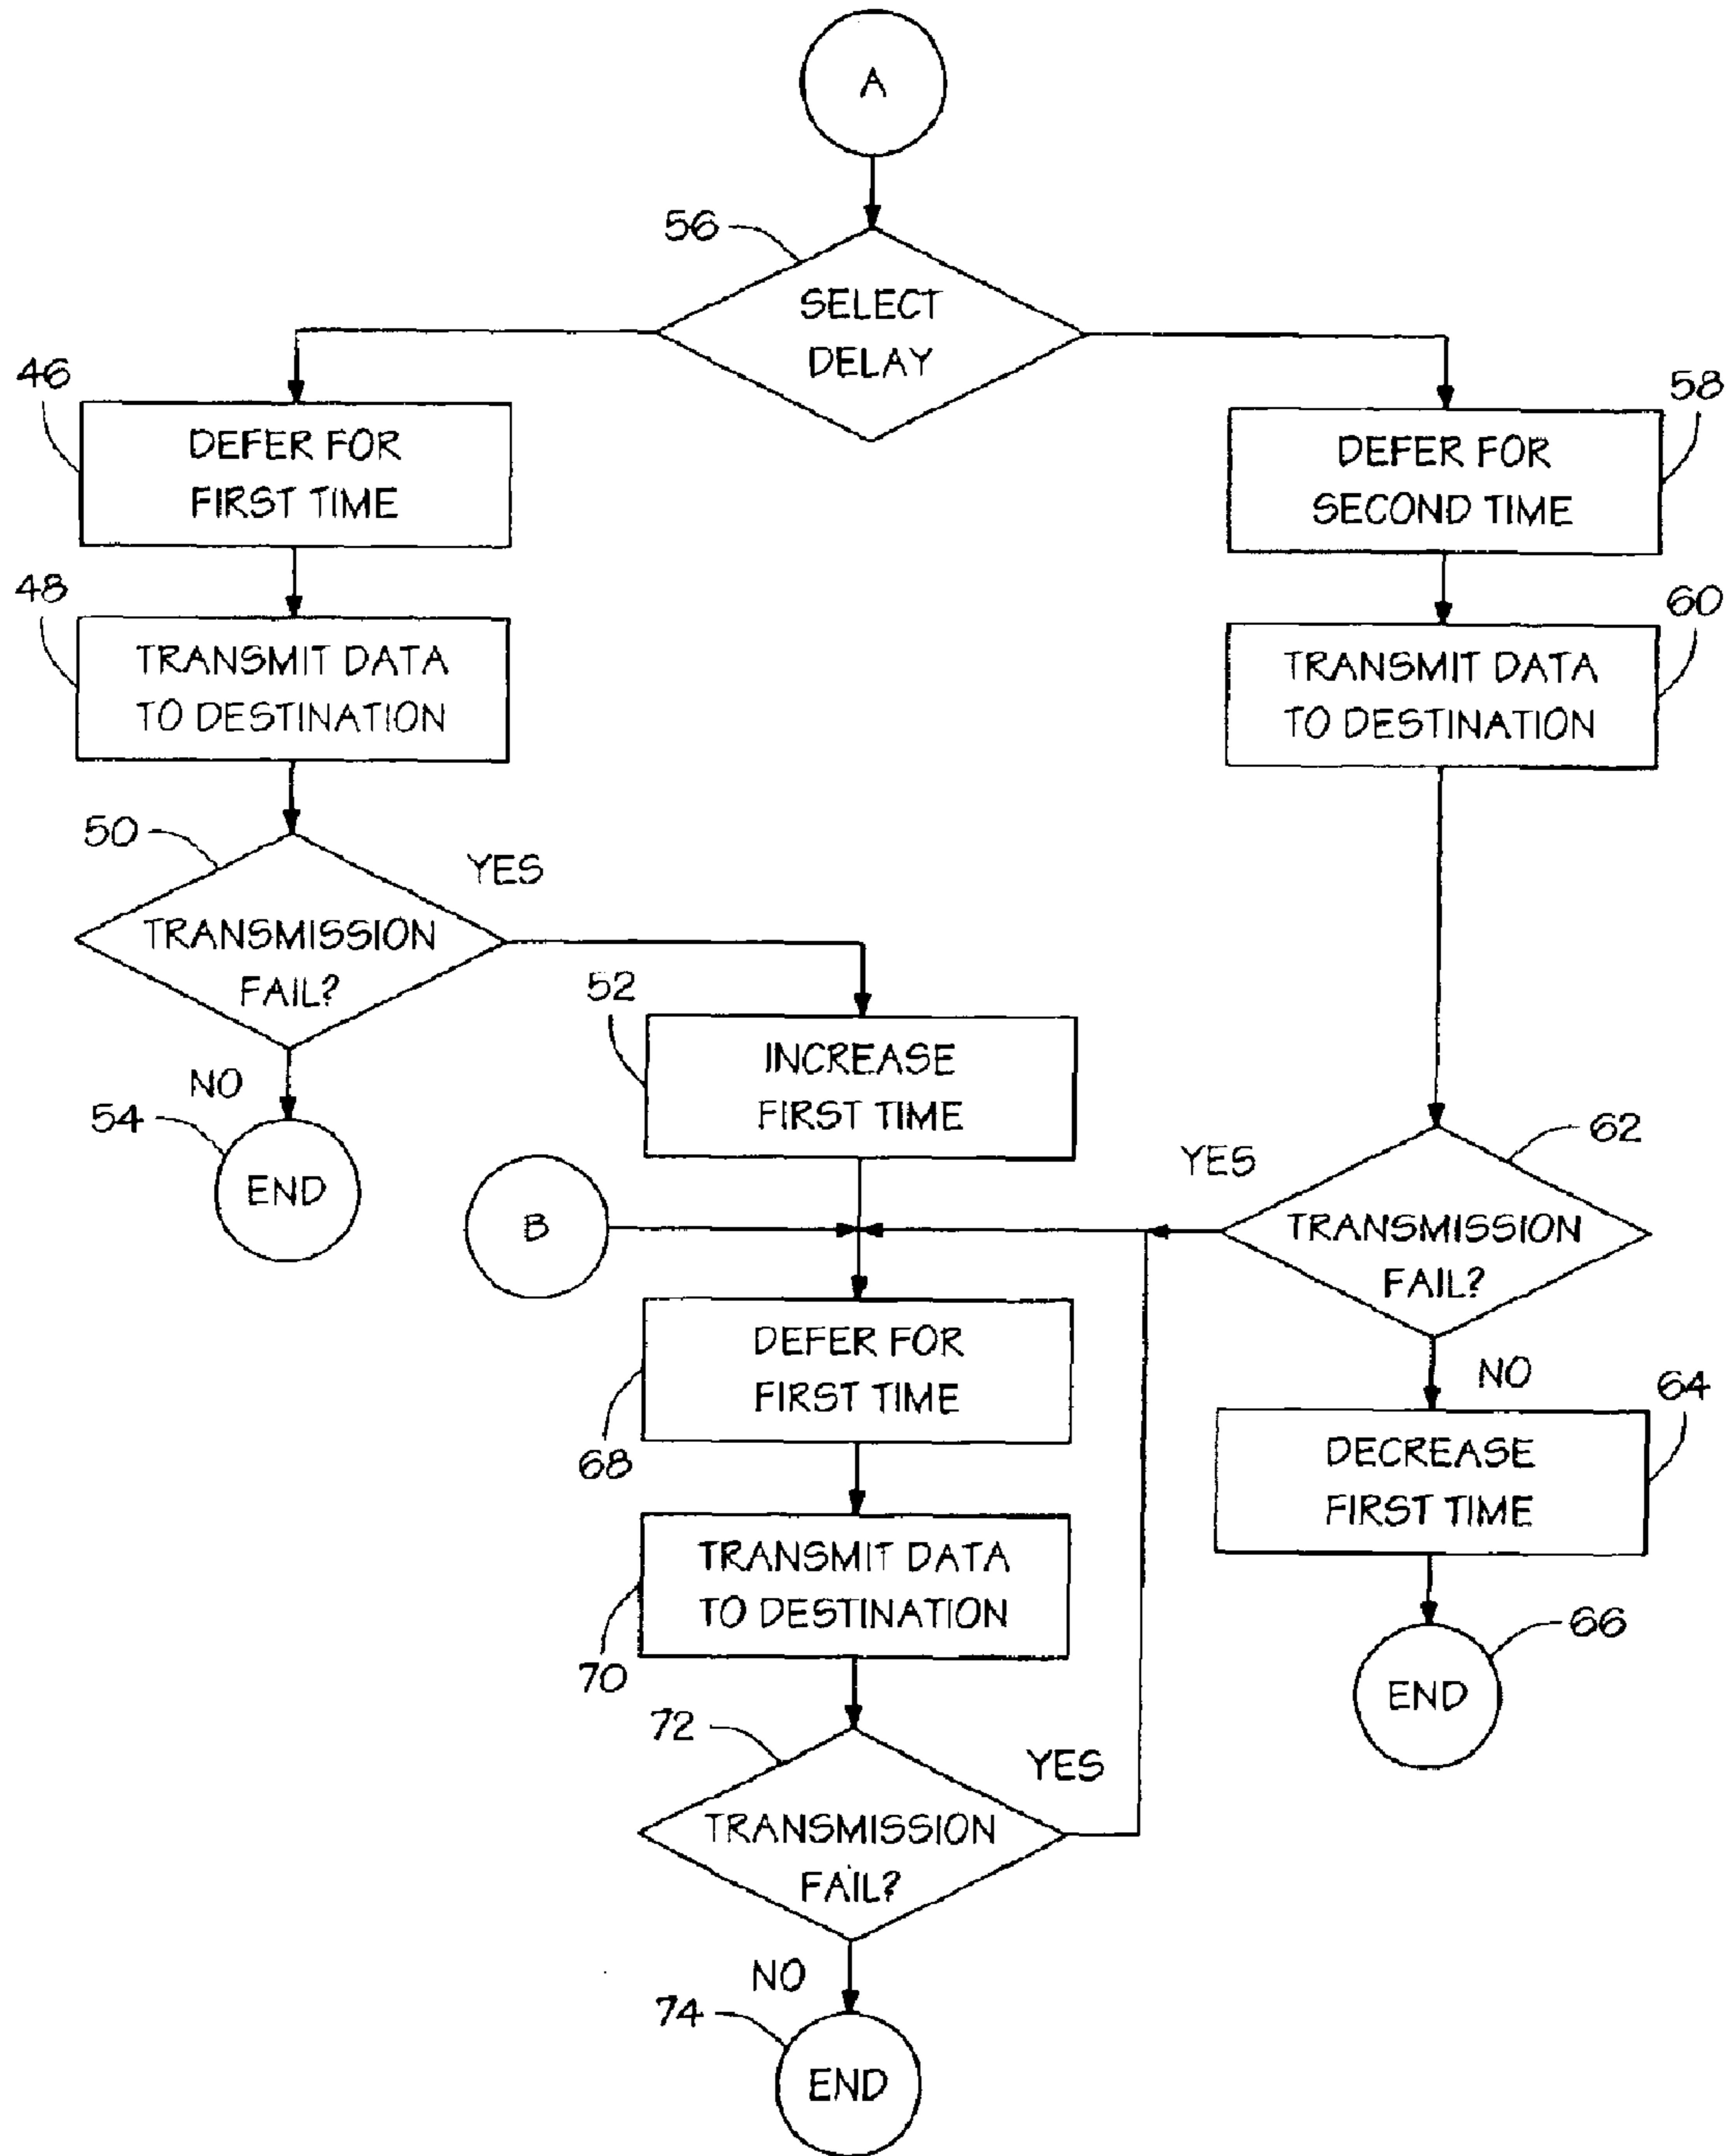 A
56
SELECT
DELAY
46
DEFER FOR
FIRST TIME
58
DEFER FOR
SECOND TIME
48
TRANSMIT DATA
TO DESTINATION
60
TRANSMIT DATA
TO DESTINATION
50
YES
TRANSMISSION
FAIL?
NO
54
END
52
INCREASE
FIRST TIME
B
62
YES
TRANSMISSION
FAIL?
NO
64
DECREASE
FIRST TIME
66
END
DEFER FOR
FIRST TIME
68
TRANSMIT DATA
TO DESTINATION
70
72
YES
TRANSMISSION
FAIL?
NO
74
END